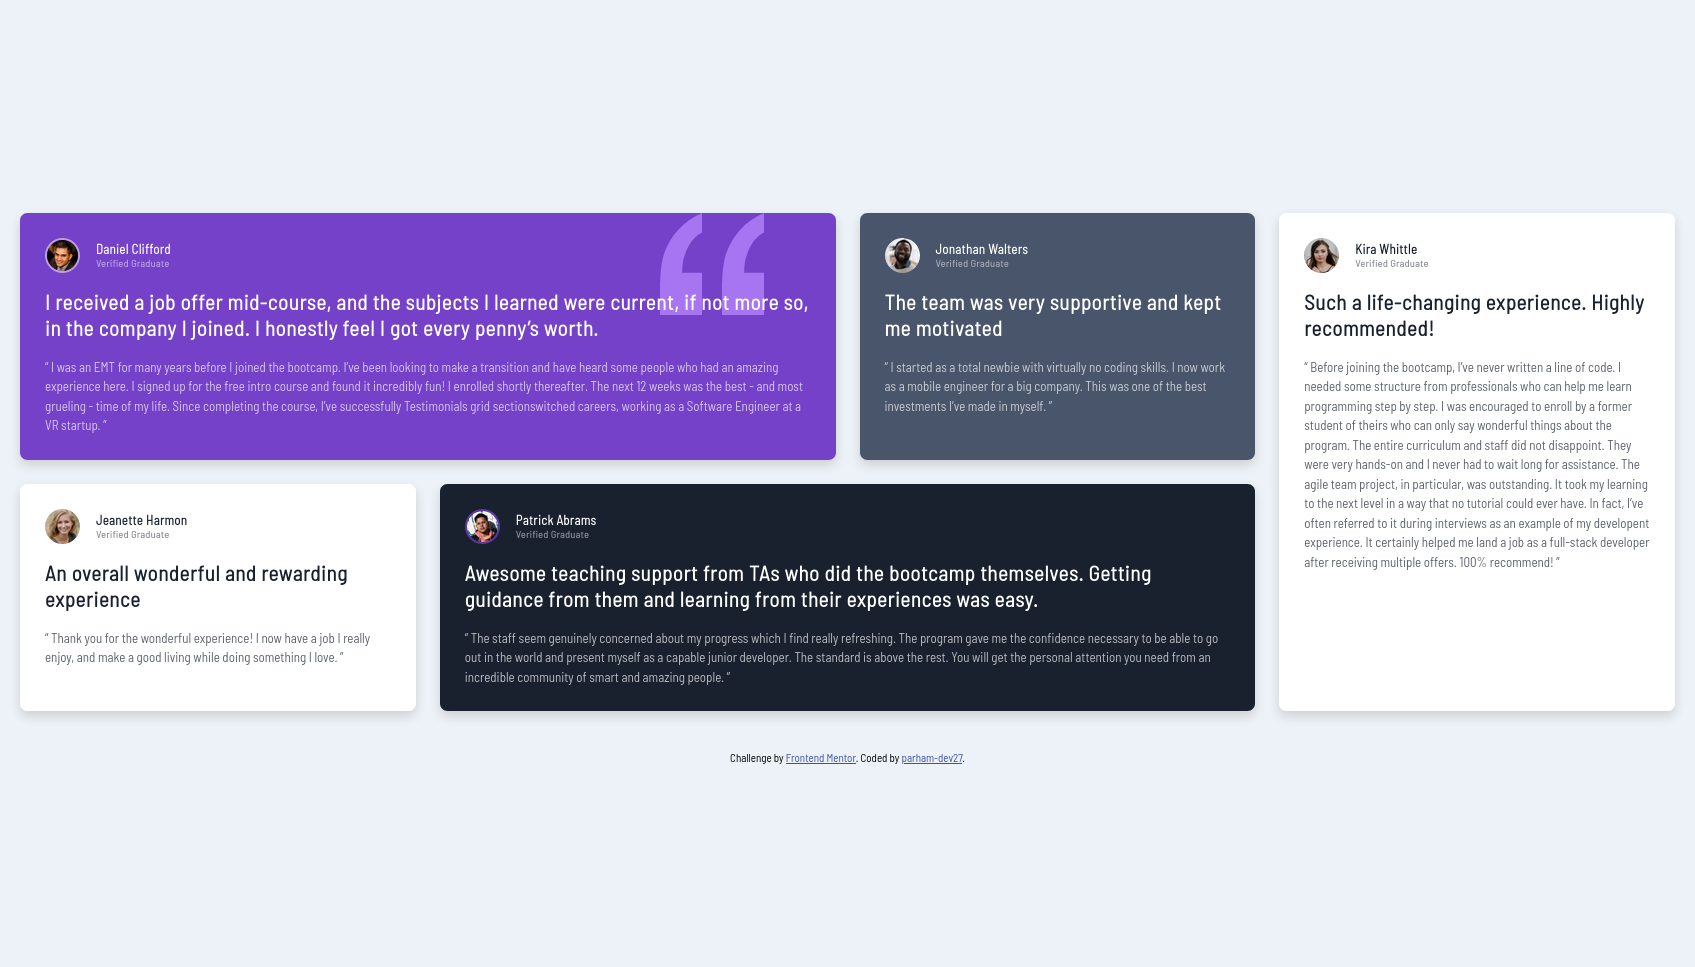 Daniel Clifford
Verified Graduate
I received a job offer mid-course, and the subjects I learned were current, if not more so,
in the company I joined. I honestly feel I got every penny’s worth.
“ I was an EMT for many years before I joined the bootcamp. I’ve been looking to make a transition and have heard some people who had an amazing
experience here. I signed up for the free intro course and found it incredibly fun! I enrolled shortly thereafter. The next 12 weeks was the best - and most
grueling - time of my life. Since completing the course, I’ve successfully Testimonials grid sectionswitched careers, working as a Software Engineer at a
VR startup. ”
Jonathan Walters
Verified Graduate
The team was very supportive and kept
me motivated
“ I started as a total newbie with virtually no coding skills. I now work
as a mobile engineer for a big company. This was one of the best
investments I’ve made in myself. ”
Kira Whittle
Verified Graduate
Such a life-changing experience. Highly
recommended!
“ Before joining the bootcamp, I’ve never written a line of code. I
needed some structure from professionals who can help me learn
programming step by step. I was encouraged to enroll by a former
student of theirs who can only say wonderful things about the
program. The entire curriculum and staff did not disappoint. They
were very hands-on and I never had to wait long for assistance. The
agile team project, in particular, was outstanding. It took my learning
to the next level in a way that no tutorial could ever have. In fact, I’ve
often referred to it during interviews as an example of my developent
experience. It certainly helped me land a job as a full-stack developer
after receiving multiple offers. 100% recommend! ”
Jeanette Harmon
Verified Graduate
An overall wonderful and rewarding
experience
“ Thank you for the wonderful experience! I now have a job I really
enjoy, and make a good living while doing something I love. ”
Patrick Abrams
Verified Graduate
Awesome teaching support from TAs who did the bootcamp themselves. Getting
guidance from them and learning from their experiences was easy.
“ The staff seem genuinely concerned about my progress which I find really refreshing. The program gave me the confidence necessary to be able to go
out in the world and present myself as a capable junior developer. The standard is above the rest. You will get the personal attention you need from an
incredible community of smart and amazing people. ”
Challenge by Frontend Mentor. Coded by parham-dev27.